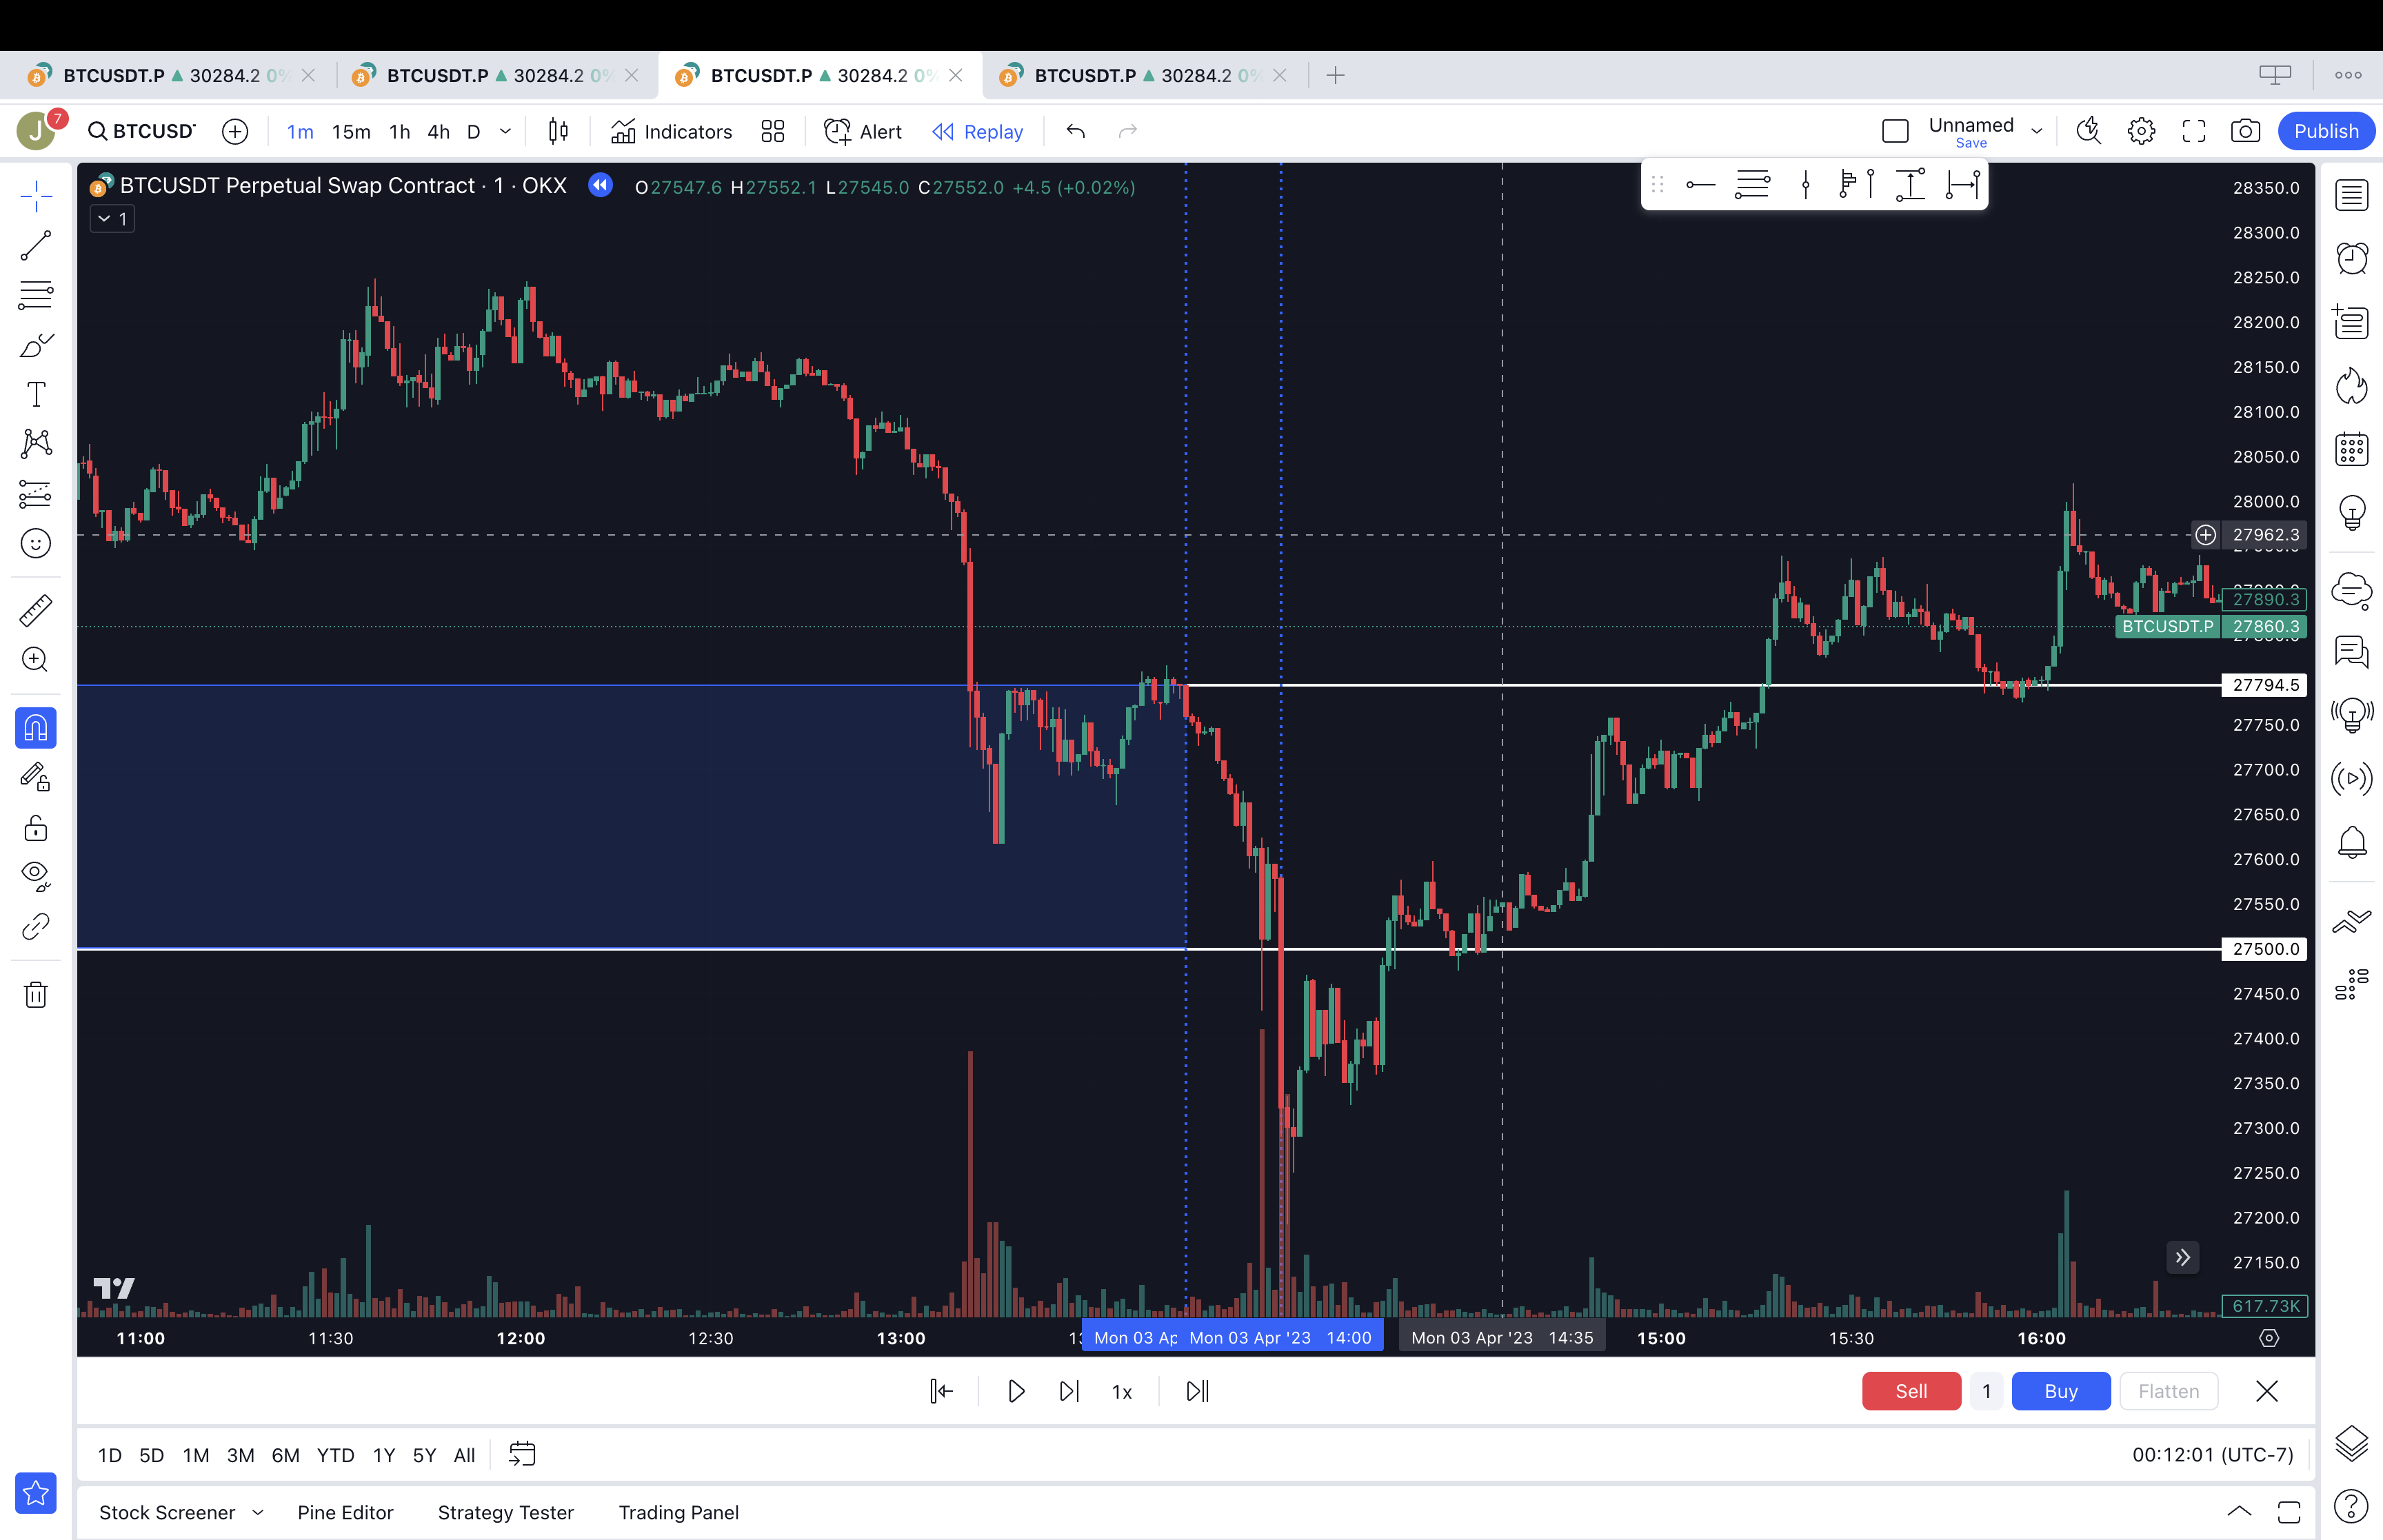 BTCUSDT.P ▲ 30284.2 0%
BTCUSDT.P ▲ 30284.2 0%
BTCUSDT.P ▲ 30284.2 0%
BTCUSDT.P ▲ 30284.2 0%
J 7 BTCUSD 1m 15m 1h 4h D Indicators Alert Replay Unnamed Save Publish
BTCUSDT Perpetual Swap Contract · 1 · OKX O27547.6 H27552.1 L27545.0 C27552.0 +4.5 (+0.02%)
1
28350.0
28300.0
28250.0
28200.0
28150.0
28100.0
28050.0
28000.0
27962.3
27890.3
BTCUSDT.P 27860.3
27794.5
27750.0
27700.0
27650.0
27600.0
27550.0
27500.0
27450.0
27400.0
27350.0
27300.0
27250.0
27200.0
27150.0
617.73K
11:00 11:30 12:00 12:30 13:00 Mon 03 Mon 03 Apr '23 14:00 Mon 03 Apr '23 14:35 15:00 15:30 16:00
1x Sell 1 Buy Flatten
1D 5D 1M 3M 6M YTD 1Y 5Y All 00:12:01 (UTC-7)
Stock Screener Pine Editor Strategy Tester Trading Panel